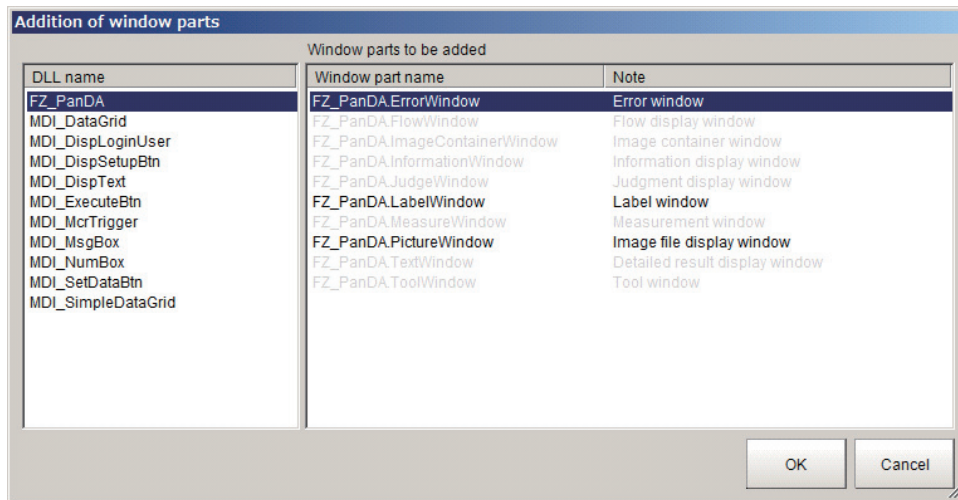 Addition of window parts
Window parts to be added
DLL name
FZ_PanDA
MDI_DataGrid
MDI_DispLoginUser
MDI_DispSetupBtn
MDI_DispText
MDI_ExecuteBtn
MDI_McrTrigger
MDI_MsgBox
MDI_NumBox
MDI_SetDataBtn
MDI_SimpleDataGrid
Window part name Note
FZ_PanDA.ErrorWindow Error window
FZ_PanDA.FlowWindow Flow display window
FZ_PanDA.ImageContainerWindow Image container window
FZ_PanDA.InformationWindow Information display window
FZ_PanDA.JudgeWindow Judgment display window
FZ_PanDA.LabelWindow Label window
FZ_PanDA.MeasureWindow Measurement window
FZ_PanDA.PictureWindow Image file display window
FZ_PanDA.TextWindow Detailed result display window
FZ_PanDA.ToolWindow Tool window
OK Cancel